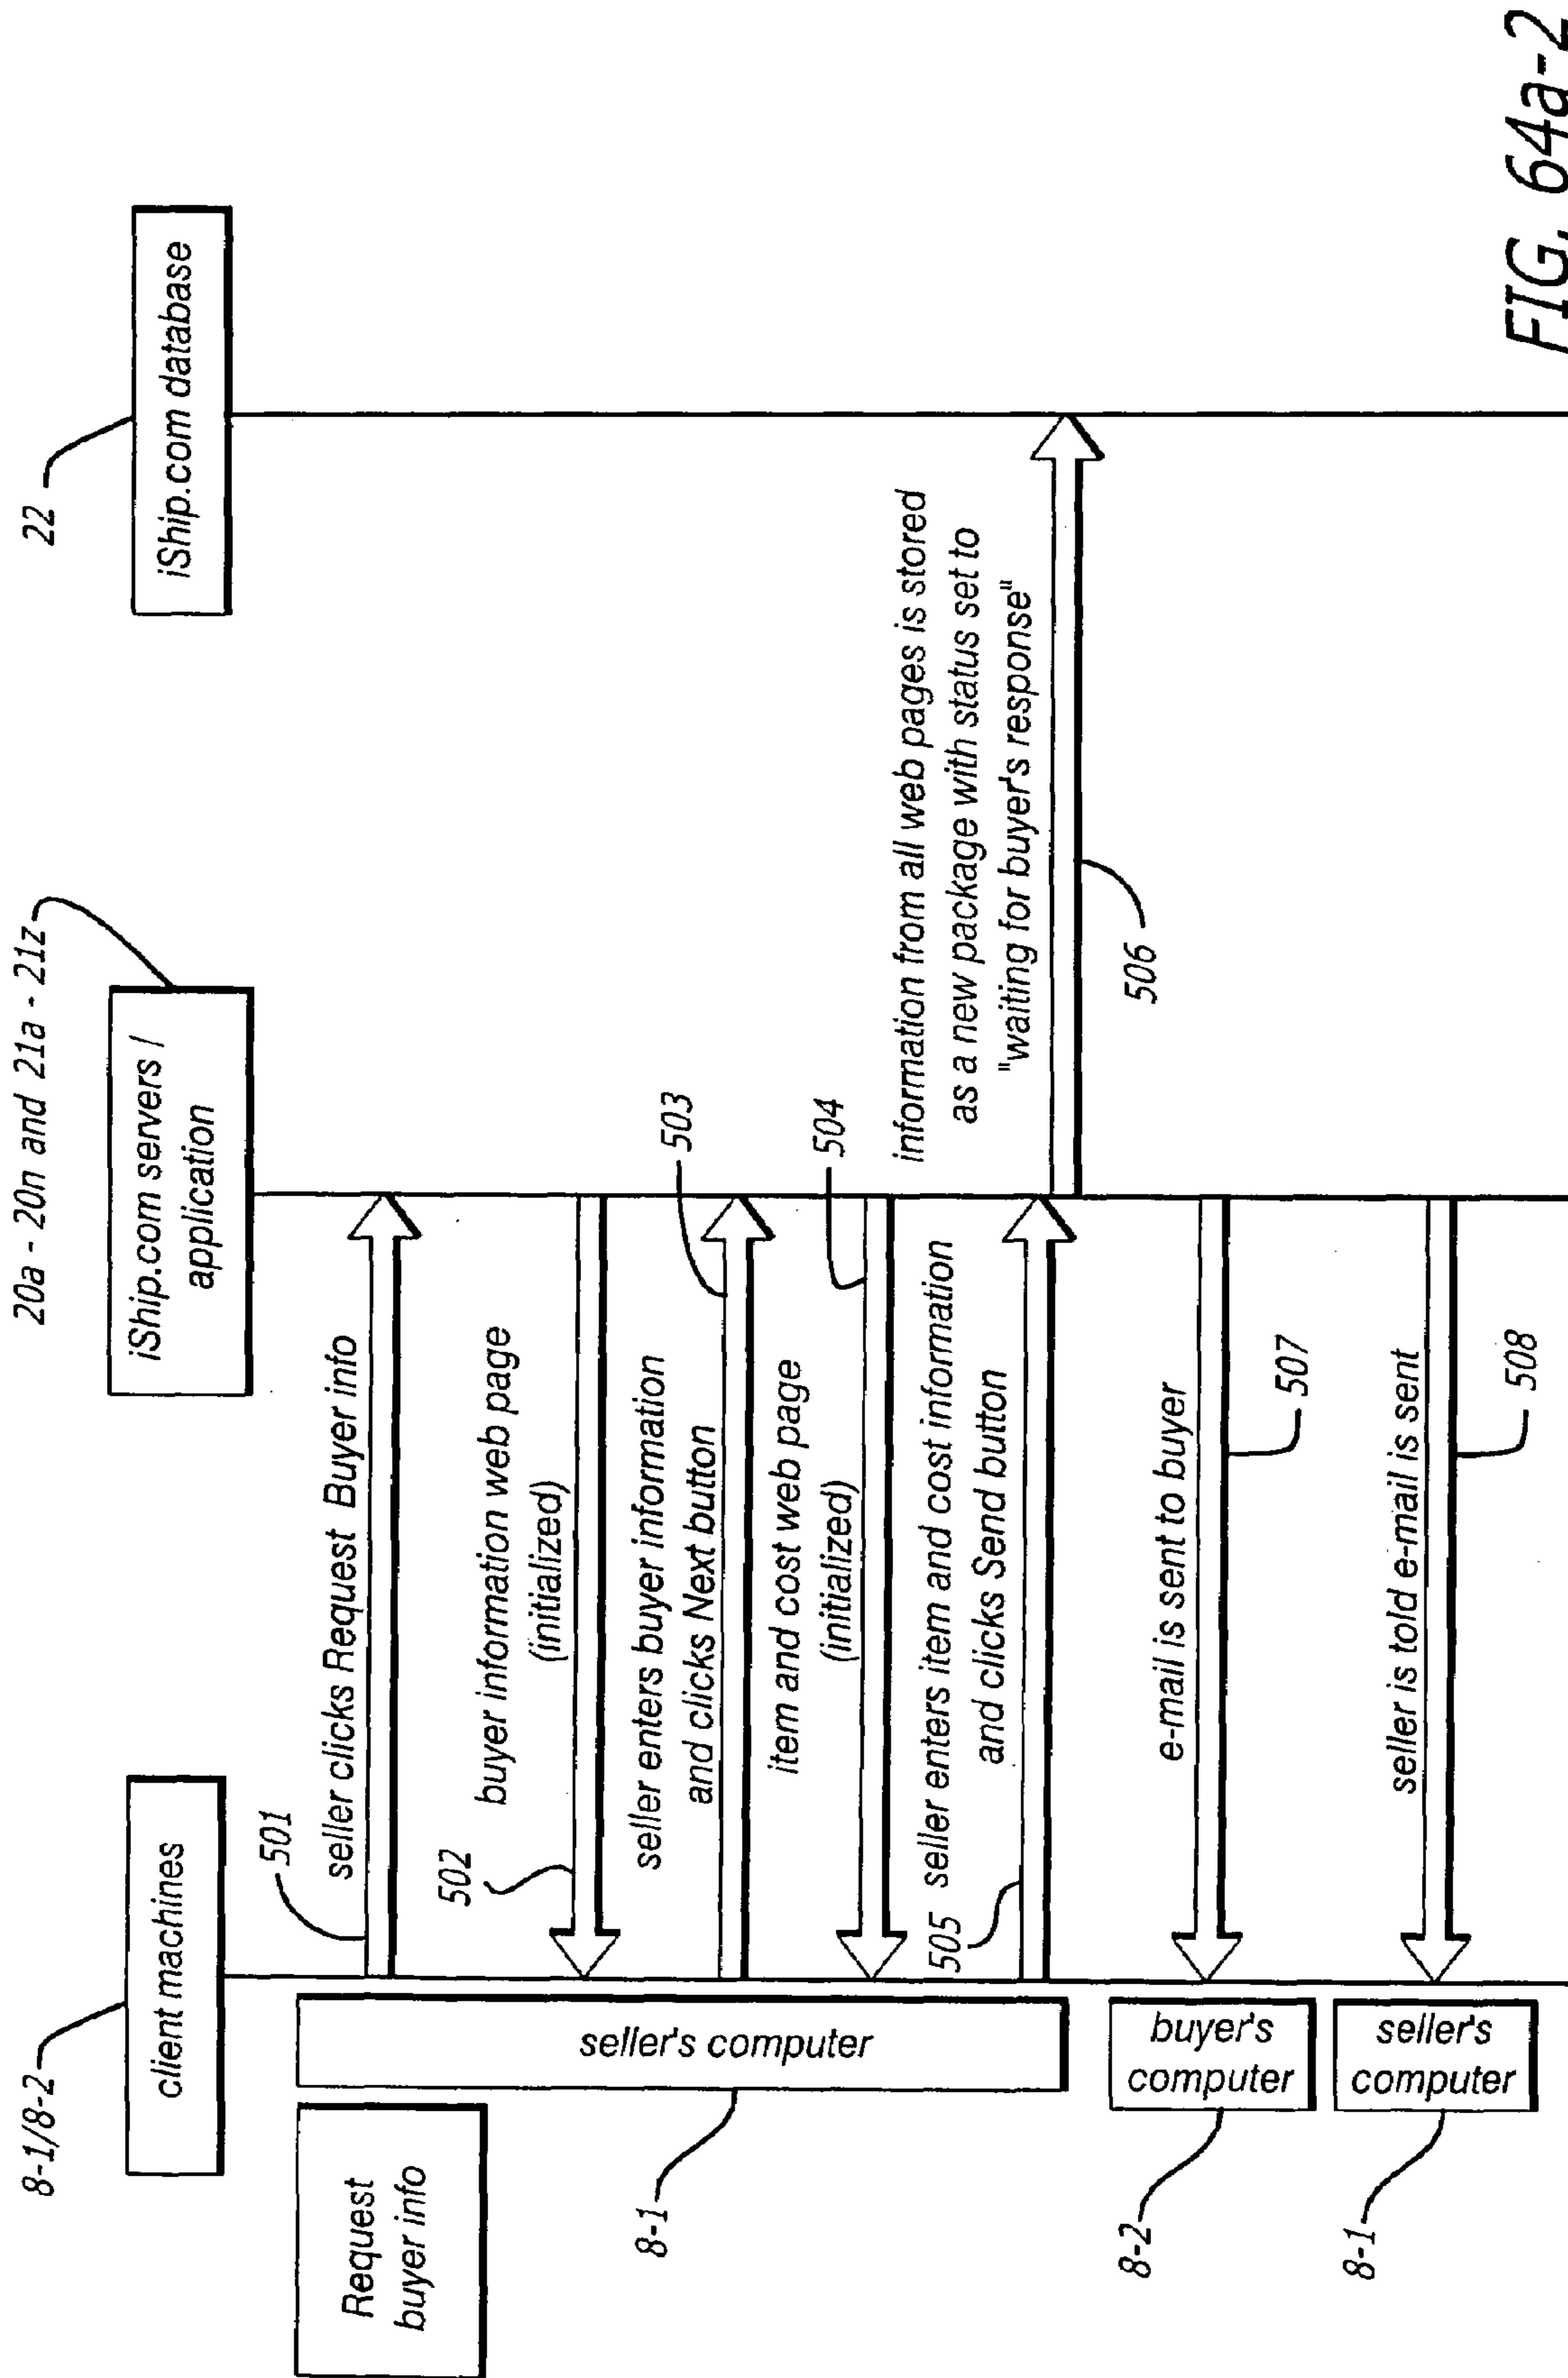 8-1/8-2
client machines
20a - 20n and 21a - 21z
iShip.com servers /
application
22
iShip.com database
Request
buyer info
seller's computer
8-1
501
seller clicks Request Buyer info
502
buyer information web page
(initialized)
seller enters buyer information
and clicks Next button
503
item and cost web page
(initialized)
504
505
seller enters item and cost information
and clicks Send button
information from all web pages is stored
as a new package with status set to
"waiting for buyer's response"
506
buyer's
computer
8-2
e-mail is sent to buyer
507
seller's
computer
8-1
seller is told e-mail is sent
508
FIG. 64a-2